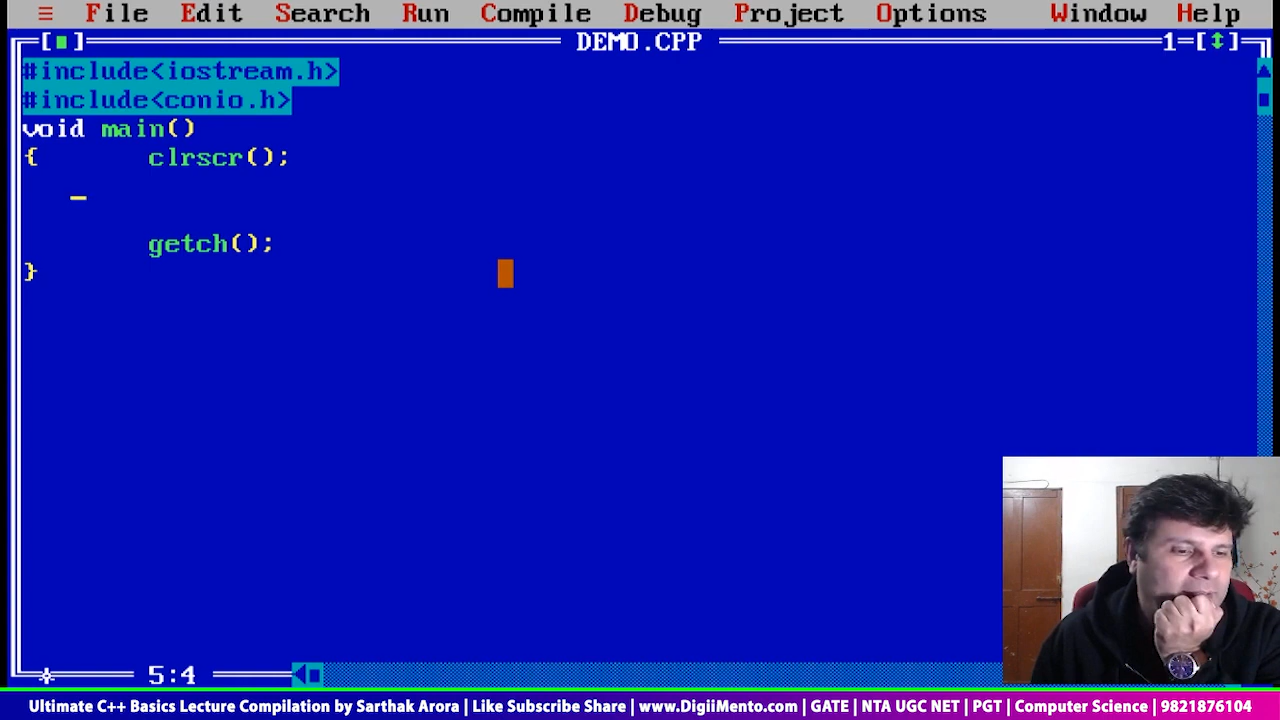 ≡ File Edit Search Run Compile Debug Project Options Window Help
[■] DEMO.CPP 1=[↕]
#include<iostream.h>
#include<conio.h>
void main()
{ clrscr();
getch();
}
5:4
Ultimate C++ Basics Lecture Compilation by Sarthak Arora | Like Subscribe Share | www.DigiiMento.com | GATE | NTA UGC NET | PGT | Computer Science | 9821876104